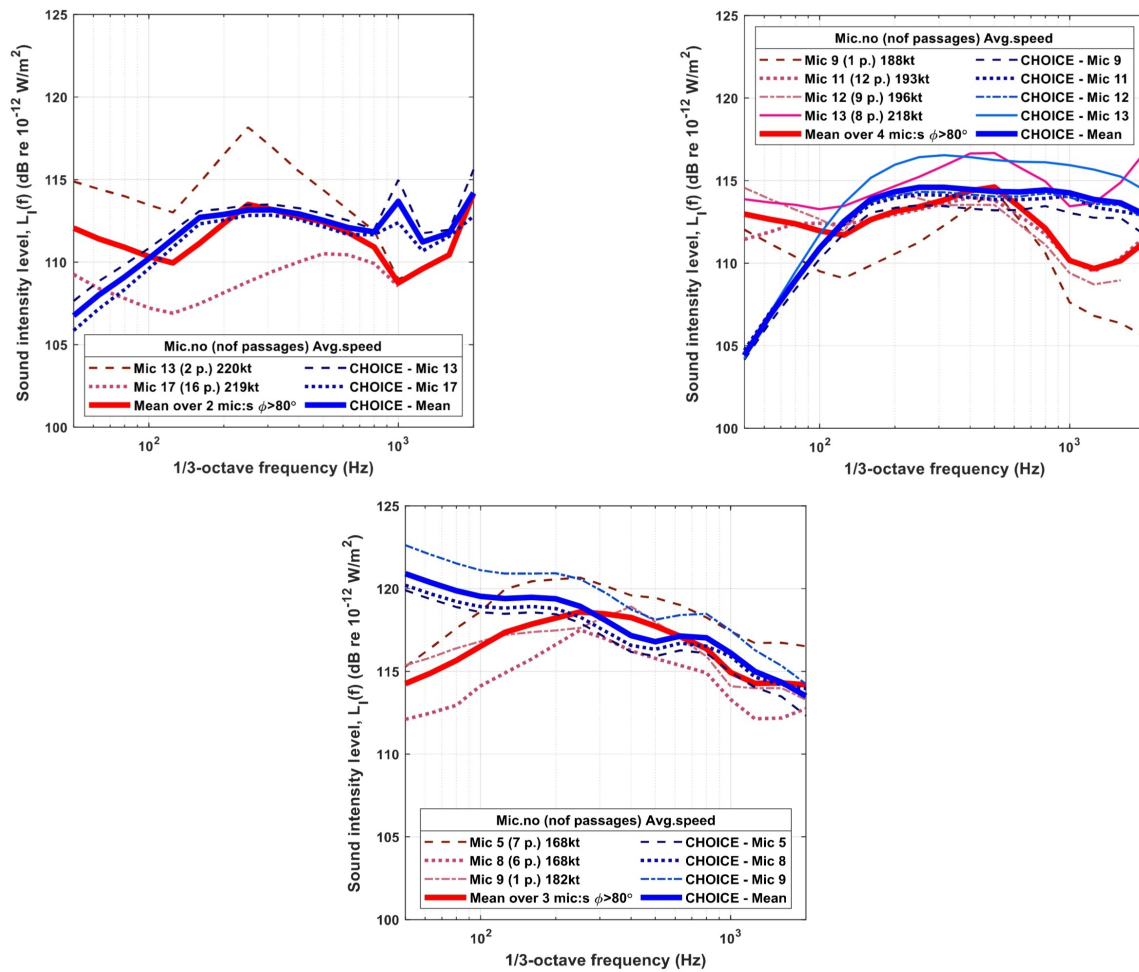 125
120
115
110
105
100
Sound intensity level, L_I(f) (dB re 10^-12 W/m^2)
Mic.no (nof passages) Avg.speed
Mic 13 (2 p.) 220kt CHOICE - Mic 13
Mic 17 (16 p.) 219kt CHOICE - Mic 17
Mean over 2 mic:s ϕ>80° CHOICE - Mean
10^2 10^3
1/3-octave frequency (Hz)
125
120
115
110
105
100
Sound intensity level, L_I(f) (dB re 10^-12 W/m^2)
Mic.no (nof passages) Avg.speed
Mic 9 (1 p.) 188kt CHOICE - Mic 9
Mic 11 (12 p.) 193kt CHOICE - Mic 11
Mic 12 (9 p.) 196kt CHOICE - Mic 12
Mic 13 (8 p.) 218kt CHOICE - Mic 13
Mean over 4 mic:s ϕ>80° CHOICE - Mean
10^2 10^3
1/3-octave frequency (Hz)
125
120
115
110
105
100
Sound intensity level, L_I(f) (dB re 10^-12 W/m^2)
Mic.no (nof passages) Avg.speed
Mic 5 (7 p.) 168kt CHOICE - Mic 5
Mic 8 (6 p.) 168kt CHOICE - Mic 8
Mic 9 (1 p.) 182kt CHOICE - Mic 9
Mean over 3 mic:s ϕ>80° CHOICE - Mean
10^2 10^3
1/3-octave frequency (Hz)